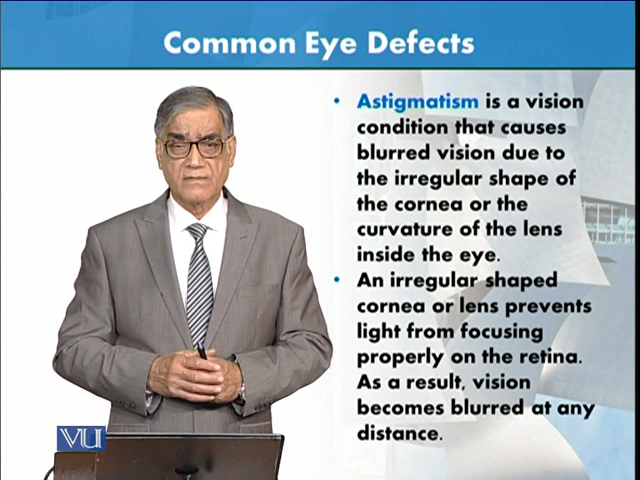 Common Eye Defects
• Astigmatism is a vision
condition that causes
blurred vision due to
the irregular shape of
the cornea or the
curvature of the lens
inside the eye.
• An irregular shaped
cornea or lens prevents
light from focusing
properly on the retina.
As a result, vision
becomes blurred at any
distance.
VU